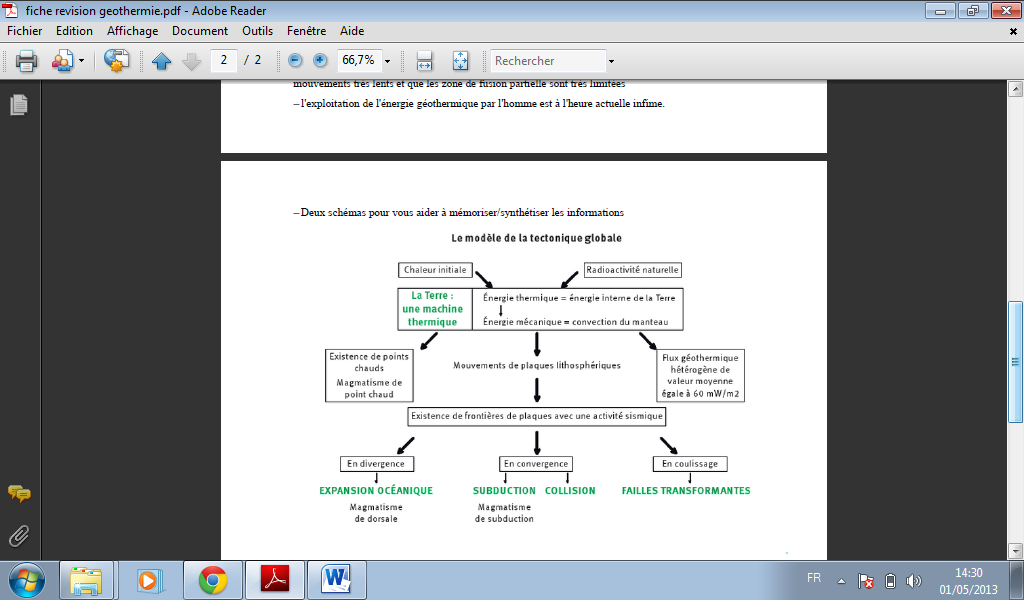 fiche revision geothermie.pdf - Adobe Reader
Fichier Edition Affichage Document Outils Fenêtre Aide
2 / 2 66,7% Rechercher
mouvements très lents et que les zone de fusion partielle sont très limitées
–l'exploitation de l'énergie géothermique par l'homme est à l'heure actuelle infime.
–Deux schémas pour vous aider à mémoriser/synthétiser les informations
Le modèle de la tectonique globale
Chaleur initiale
Radioactivité naturelle
La Terre :
une machine
thermique
Énergie thermique = énergie interne de la Terre
Énergie mécanique = convection du manteau
Existence de points
chauds
Magmatisme de
point chaud
Mouvements de plaques lithosphériques
Flux géothermique
hétérogène de
valeur moyenne
égale à 60 mW/m2
Existence de frontières de plaques avec une activité sismique
En divergence
En convergence
En coulissage
EXPANSION OCÉANIQUE
SUBDUCTION
COLLISION
FAILLES TRANSFORMANTES
Magmatisme
de dorsale
Magmatisme
de subduction
FR
14:30
01/05/2013